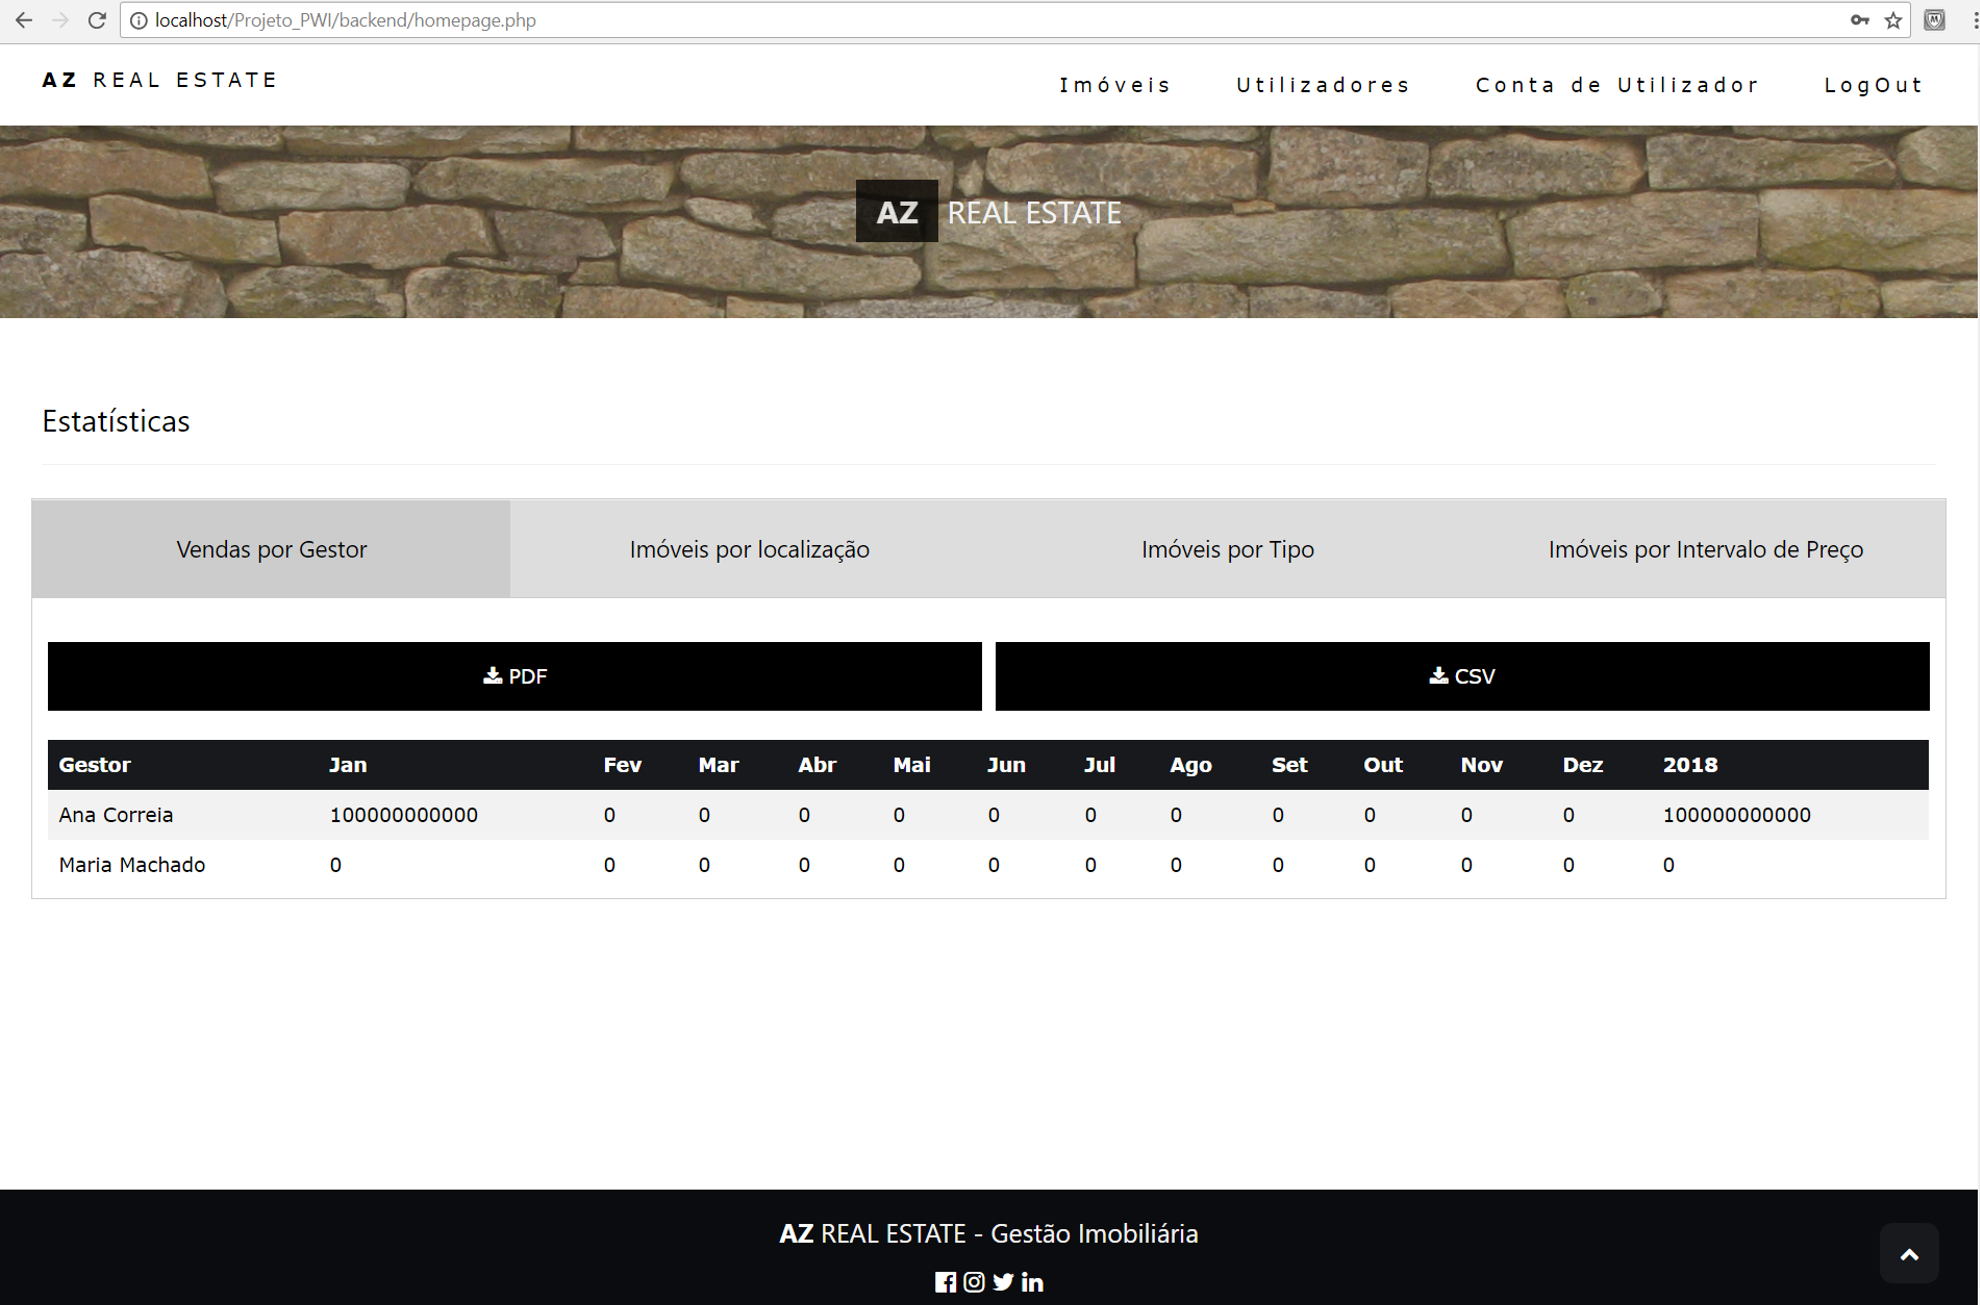 localhost/Projeto_PWI/backend/homepage.php
AZ REAL ESTATE
Imóveis Utilizadores Conta de Utilizador LogOut
AZ REAL ESTATE
Estatísticas
Vendas por Gestor Imóveis por localização Imóveis por Tipo Imóveis por Intervalo de Preço
PDF CSV
Gestor Jan Fev Mar Abr Mai Jun Jul Ago Set Out Nov Dez 2018
Ana Correia 100000000000 0 0 0 0 0 0 0 0 0 0 0 100000000000
Maria Machado 0 0 0 0 0 0 0 0 0 0 0 0 0
AZ REAL ESTATE - Gestão Imobiliária